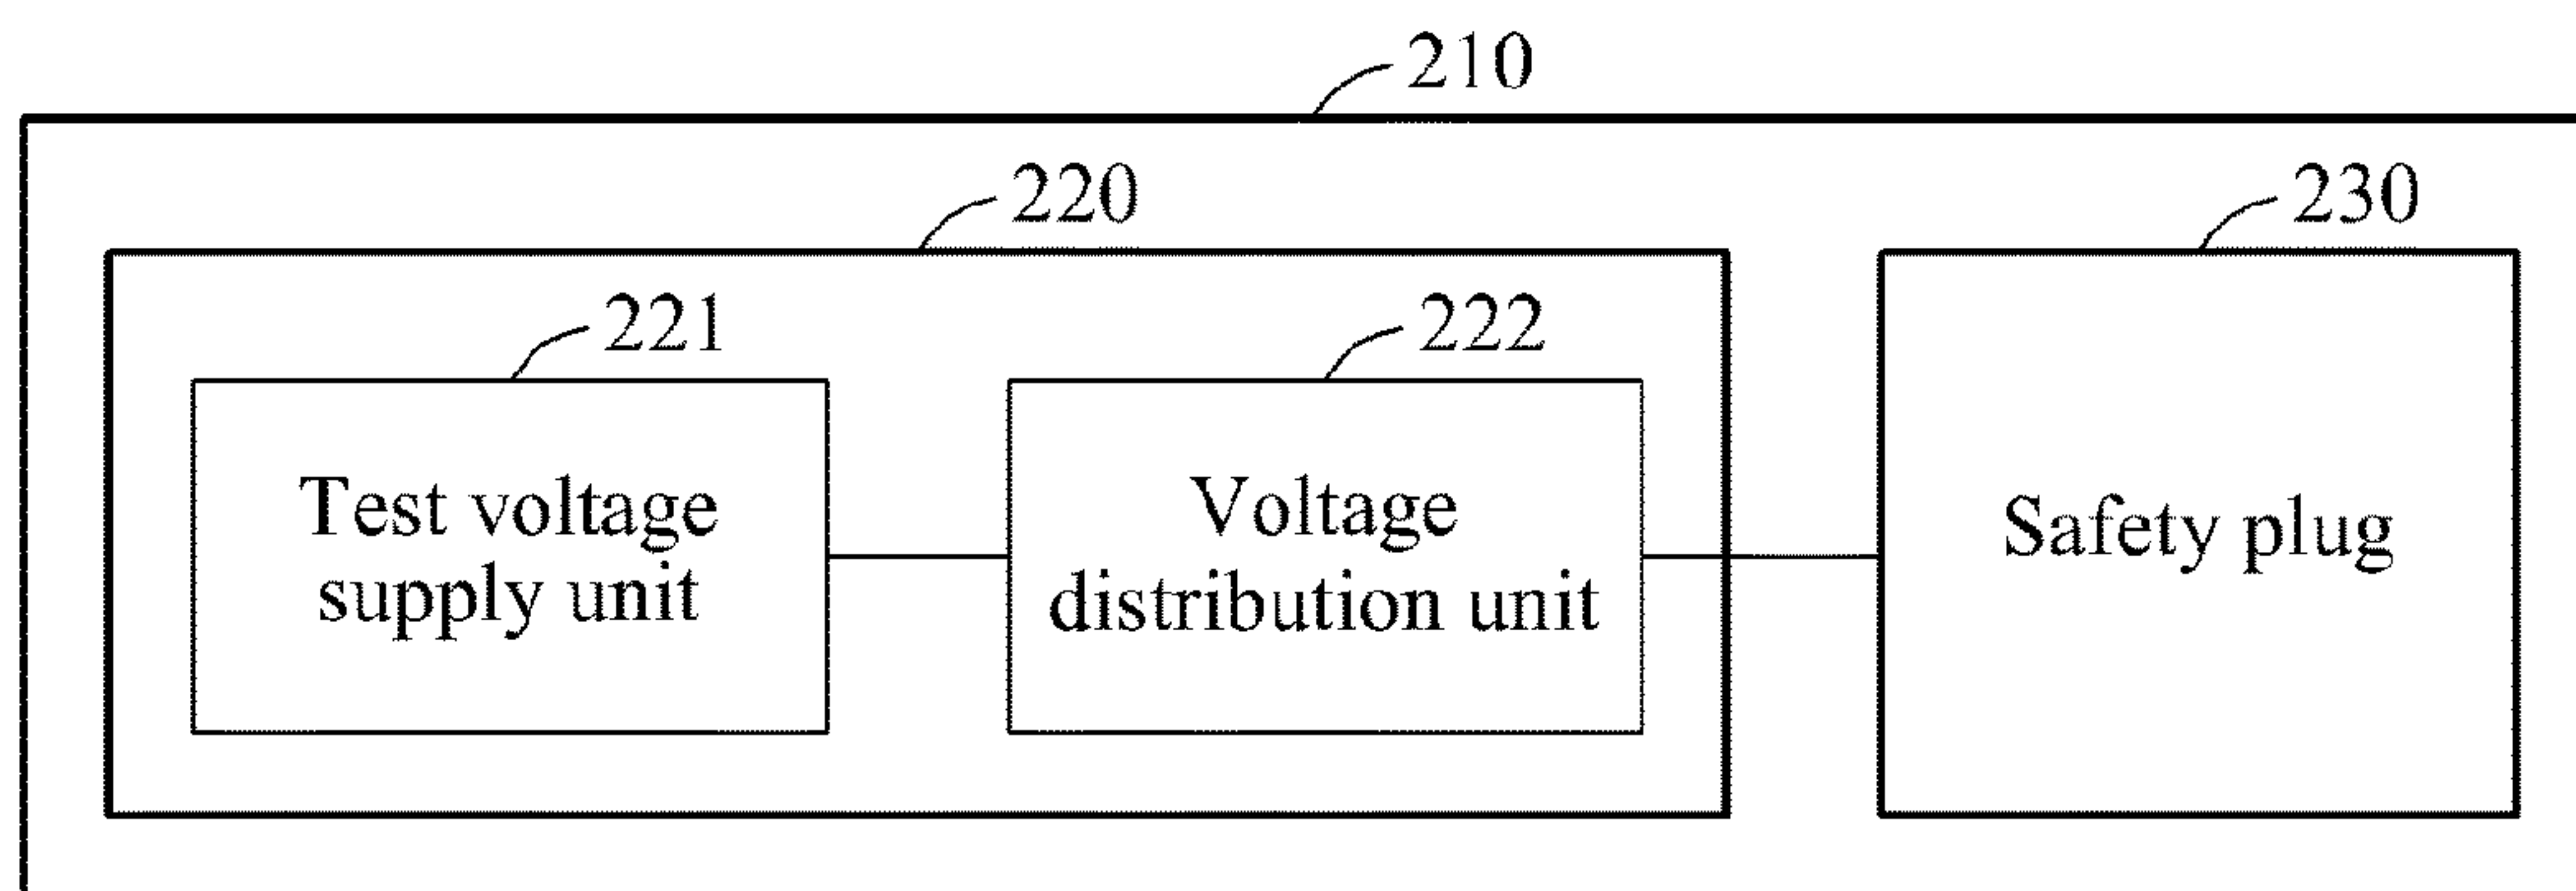 210
220
230
221
222
Test voltage
supply unit
Voltage
distribution unit
Safety plug